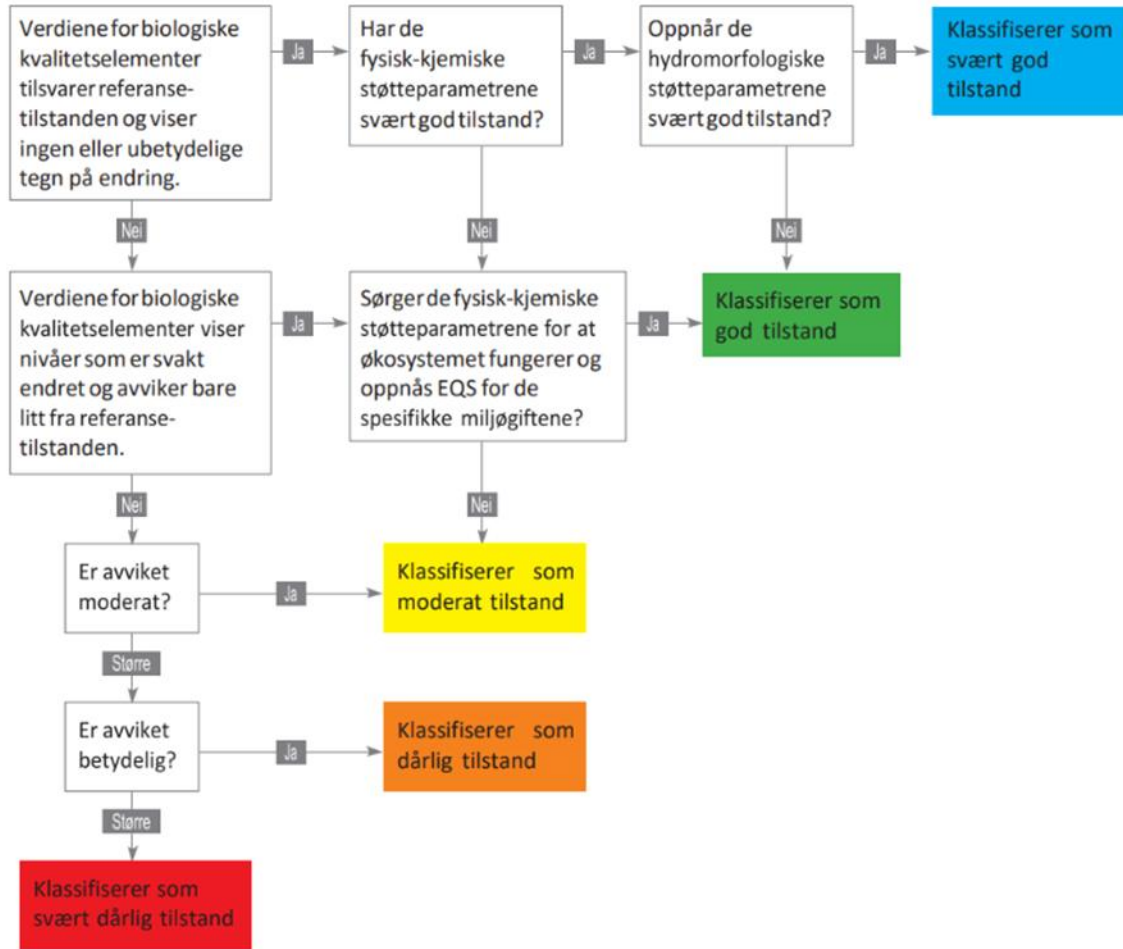 Verdiene for biologiske
kvalitetselementer
tilsvarer referanse-
tilstanden og viser
ingen eller ubetydelige
tegn på endring.
Ja
Har de
fysisk-kjemiske
støtteparametrene
svært god tilstand?
Ja
Oppnår de
hydromorfologiske
støtteparametrene
svært god tilstand?
Ja
Klassifiserer som
svært god
tilstand
Nei
Nei
Nei
Verdiene for biologiske
kvalitetselementer viser
nivåer som er svakt
endret og avviker bare
litt fra referanse-
tilstanden.
Ja
Sørger de fysisk-kjemiske
støtteparametrene for at
økosystemet fungerer og
oppnås EQS for de
spesifikke miljøgiftene?
Ja
Klassifiserer som
god tilstand
Nei
Nei
Er avviket
moderat?
Ja
Klassifiserer som
moderat tilstand
Større
Er avviket
betydelig?
Ja
Klassifiserer som
dårlig tilstand
Større
Klassifiserer som
svært dårlig tilstand